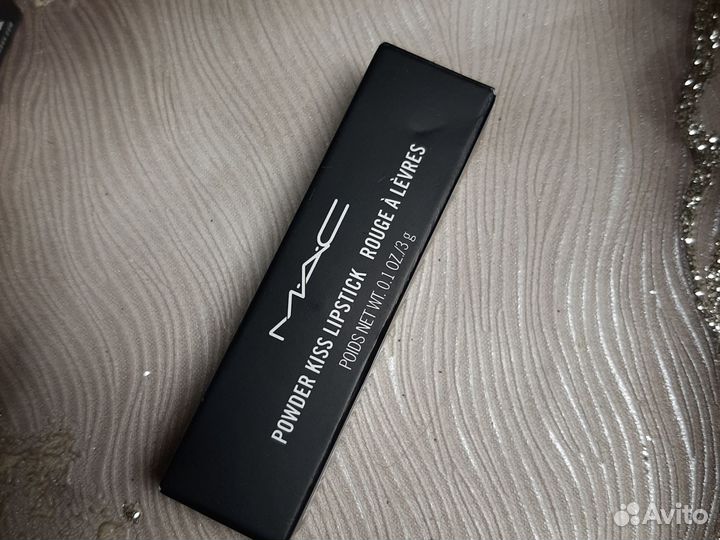 M·A·C
POWDER KISS LIPSTICK ROUGE À LÈVRES
POIDS NET WT. 0.1 OZ./3 g
Avito